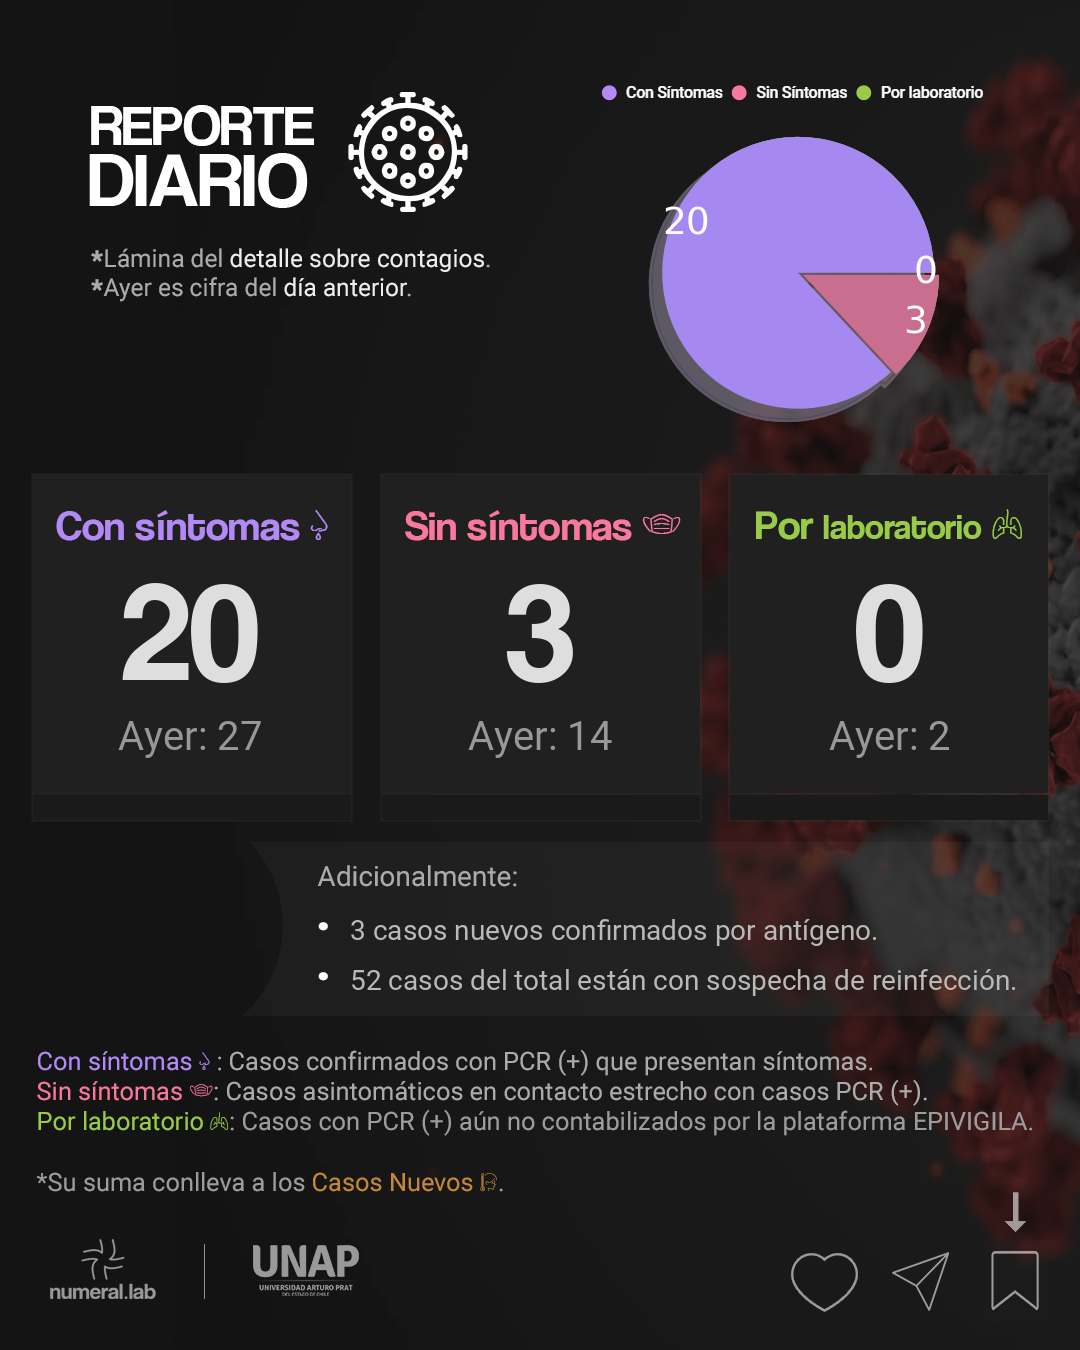 REPORTE
DIARIO
*Lámina del detalle sobre contagios.
*Ayer es cifra del día anterior.
Con Síntomas Sin Síntomas Por laboratorio
20
0
3
Con síntomas
20
Ayer: 27
Sin síntomas
3
Ayer: 14
Por laboratorio
0
Ayer: 2
Adicionalmente:
• 3 casos nuevos confirmados por antígeno.
• 52 casos del total están con sospecha de reinfección.
Con síntomas : Casos confirmados con PCR (+) que presentan síntomas.
Sin síntomas : Casos asintomáticos en contacto estrecho con casos PCR (+).
Por laboratorio : Casos con PCR (+) aún no contabilizados por la plataforma EPIVIGILA.
*Su suma conlleva a los Casos Nuevos .
numeral.lab
UNAP
UNIVERSIDAD ARTURO PRAT
DEL ESTADO DE CHILE